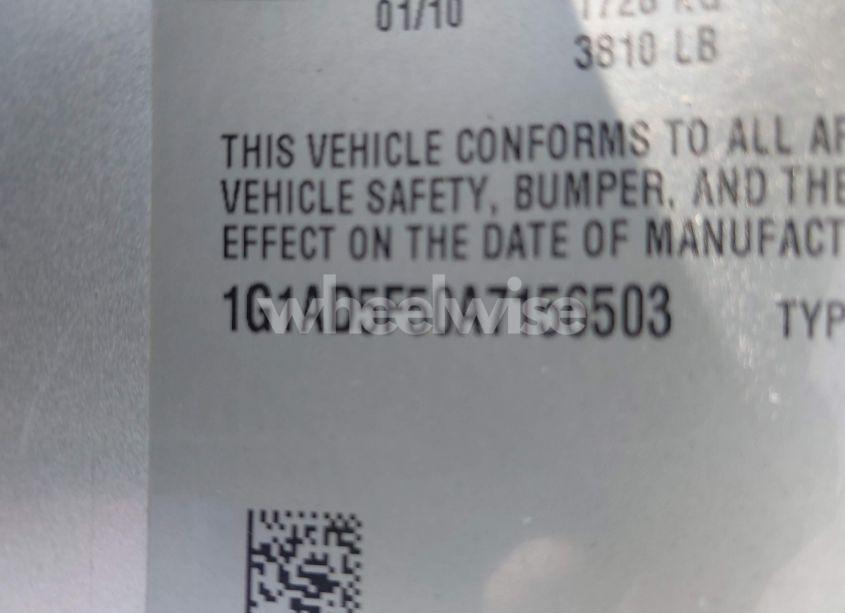 01/10
3810 LB
THIS VEHICLE CONFORMS TO ALL
VEHICLE SAFETY, BUMPER, AND THE
EFFECT ON THE DATE OF
wheelwise